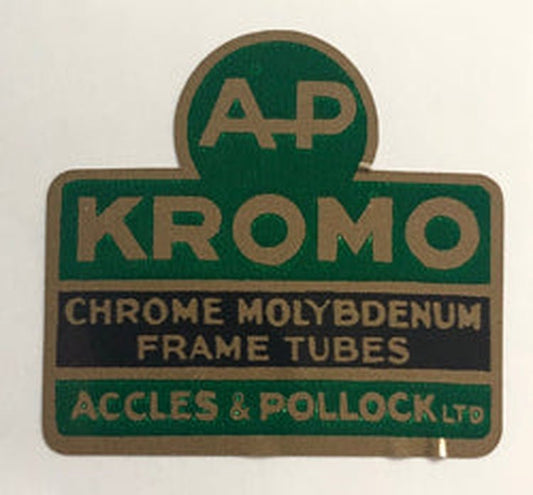 A-P
KROMO
CHROME MOLYBDENUM
FRAME TUBES
ACCLES & POLLOCK LTD